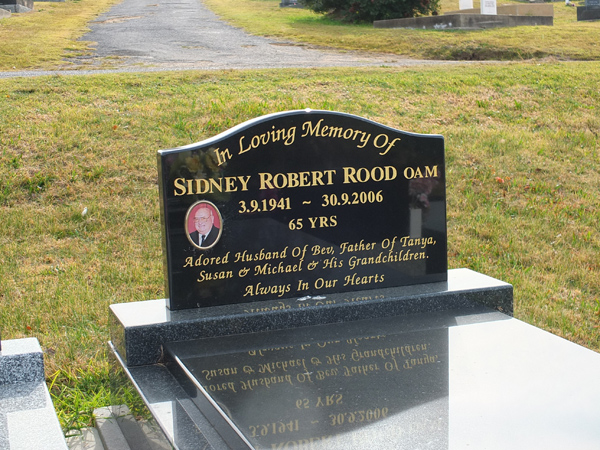 In Loving Memory Of
SIDNEY ROBERT ROOD OAM
3.9.1941 ~ 30.9.2006
65 YRS
Adored Husband Of Bev, Father Of Tanya,
Susan & Michael & His Grandchildren.
Always In Our Hearts